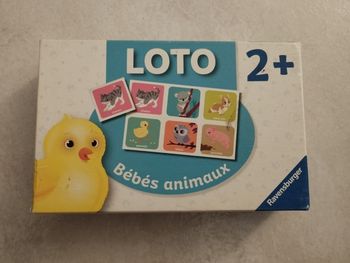 LOTO
2+
Bébés animaux
Ravensburger